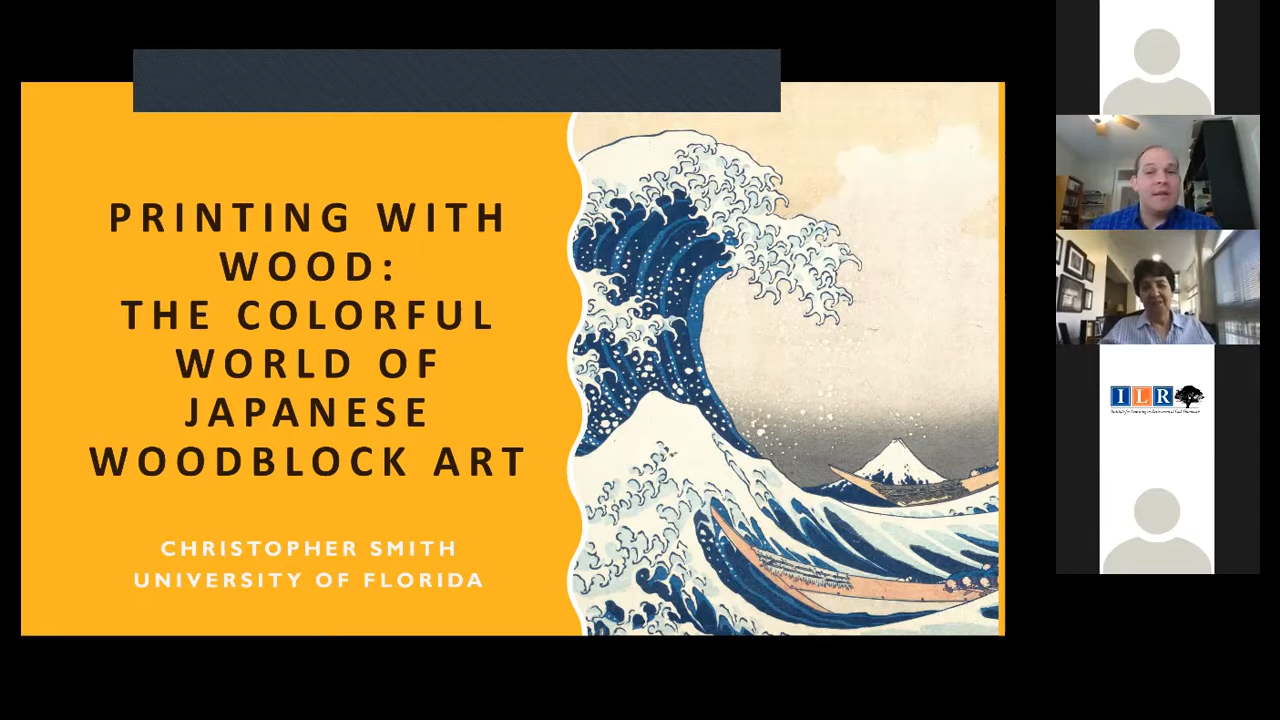 PRINTING WITH
WOOD:
THE COLORFUL
WORLD OF
JAPANESE
WOODBLOCK ART
CHRISTOPHER SMITH
UNIVERSITY OF FLORIDA
ILR